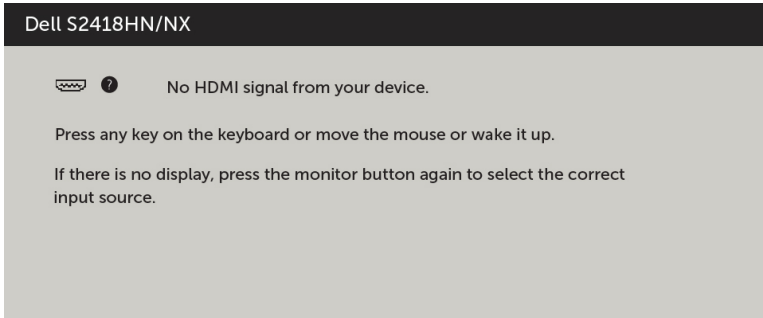 Dell S2418HN/NX
? No HDMI signal from your device.
Press any key on the keyboard or move the mouse or wake it up.
If there is no display, press the monitor button again to select the correct
input source.